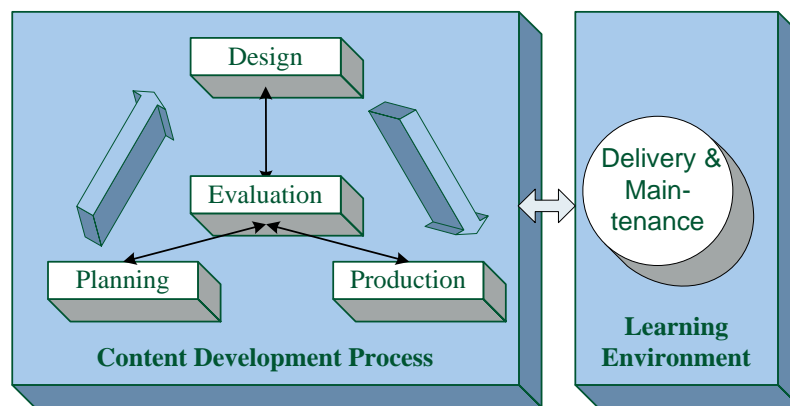 Design
Evaluation
Planning
Production
Content Development Process
Delivery &
Main-
tenance
Learning
Environment